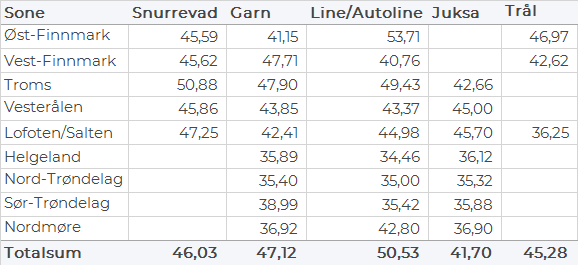 Sone Snurrevad Garn Line/Autoline Juksa Trål
Øst-Finnmark 45,59 41,15 53,71 46,97
Vest-Finnmark 45,62 47,71 40,76 42,62
Troms 50,88 47,90 49,43 42,66
Vesterålen 45,86 43,85 43,37 45,00
Lofoten/Salten 47,25 42,41 44,98 45,70 36,25
Helgeland 35,89 34,46 36,12
Nord-Trøndelag 35,40 35,00 35,32
Sør-Trøndelag 38,99 35,42 35,88
Nordmøre 36,92 42,80 36,90
Totalsum 46,03 47,12 50,53 41,70 45,28